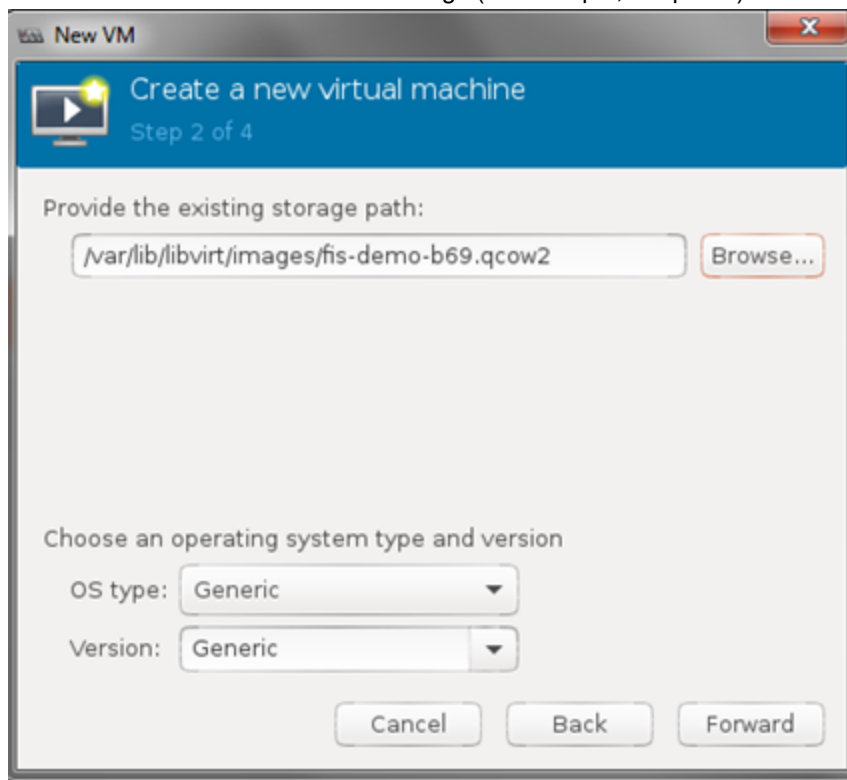 New VM
Create a new virtual machine
Step 2 of 4
Provide the existing storage path:
/var/lib/libvirt/images/fis-demo-b69.qcow2 Browse...
Choose an operating system type and version
OS type: Generic
Version: Generic
Cancel Back Forward